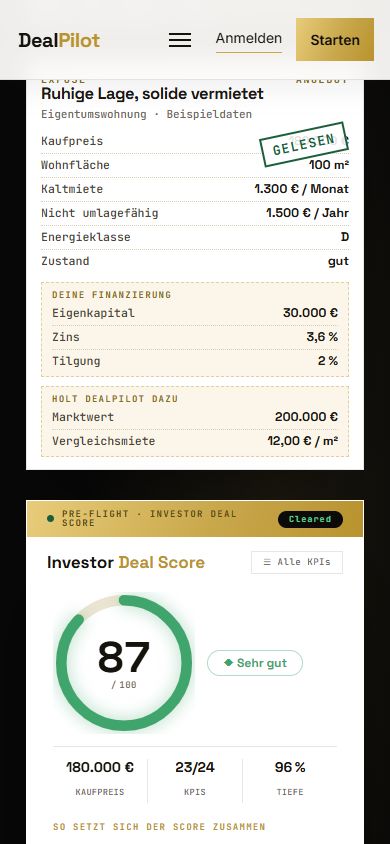 DealPilot
Anmelden
Starten
EXPOSÉ
ANGEBOT
Ruhige Lage, solide vermietet
Eigentumswohnung · Beispieldaten
Kaufpreis
GELESEN
Wohnfläche 100 m²
Kaltmiete 1.300 € / Monat
Nicht umlagefähig 1.500 € / Jahr
Energieklasse D
Zustand gut
DEINE FINANZIERUNG
Eigenkapital 30.000 €
Zins 3,6 %
Tilgung 2 %
HOLT DEALPILOT DAZU
Marktwert 200.000 €
Vergleichsmiete 12,00 € / m²
PRE-FLIGHT · INVESTOR DEAL
SCORE
Cleared
Investor Deal Score
☰ Alle KPIs
87
/ 100
Sehr gut
180.000 € 23/24 96 %
KAUFPREIS KPIS TIEFE
SO SETZT SICH DER SCORE ZUSAMMEN